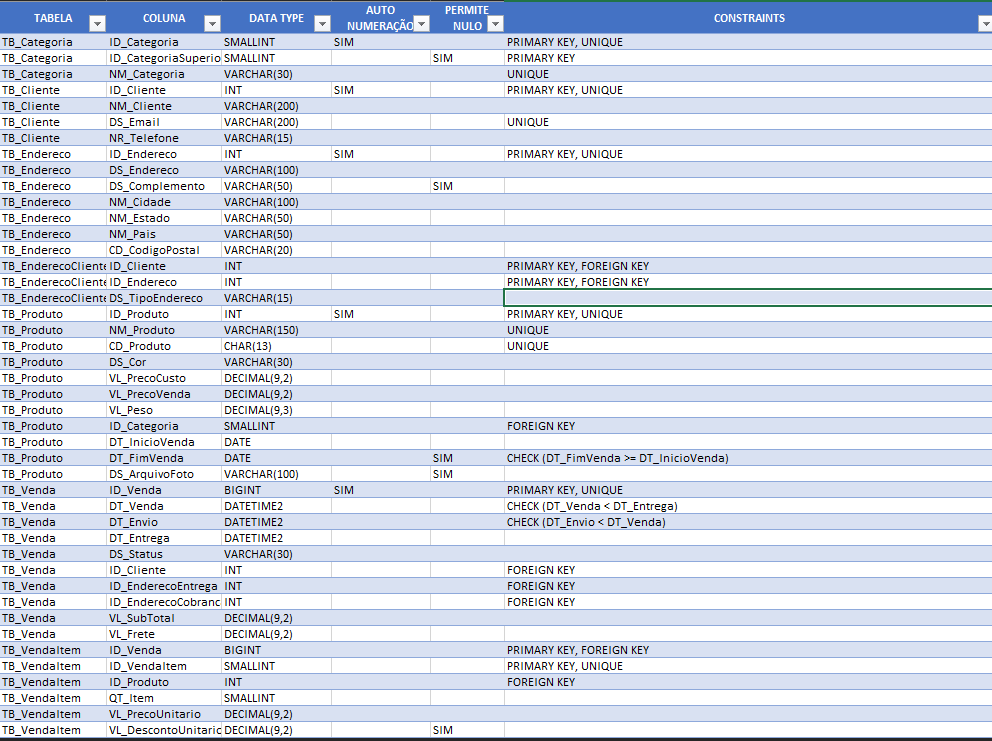 TABELA COLUNA DATA TYPE AUTO NUMERAÇÃO PERMITE NULO CONSTRAINTS
TB_Categoria ID_Categoria SMALLINT SIM PRIMARY KEY, UNIQUE
TB_Categoria ID_CategoriaSuperio SMALLINT SIM PRIMARY KEY
TB_Categoria NM_Categoria VARCHAR(30) UNIQUE
TB_Cliente ID_Cliente INT SIM PRIMARY KEY, UNIQUE
TB_Cliente NM_Cliente VARCHAR(200)
TB_Cliente DS_Email VARCHAR(200) UNIQUE
TB_Cliente NR_Telefone VARCHAR(15)
TB_Endereco ID_Endereco INT SIM PRIMARY KEY, UNIQUE
TB_Endereco DS_Endereco VARCHAR(100)
TB_Endereco DS_Complemento VARCHAR(50) SIM
TB_Endereco NM_Cidade VARCHAR(100)
TB_Endereco NM_Estado VARCHAR(50)
TB_Endereco NM_Pais VARCHAR(50)
TB_Endereco CD_CodigoPostal VARCHAR(20)
TB_EnderecoCliente ID_Cliente INT PRIMARY KEY, FOREIGN KEY
TB_EnderecoCliente ID_Endereco INT PRIMARY KEY, FOREIGN KEY
TB_EnderecoCliente DS_TipoEndereco VARCHAR(15)
TB_Produto ID_Produto INT SIM PRIMARY KEY, UNIQUE
TB_Produto NM_Produto VARCHAR(150) UNIQUE
TB_Produto CD_Produto CHAR(13) UNIQUE
TB_Produto DS_Cor VARCHAR(30)
TB_Produto VL_PrecoCusto DECIMAL(9,2)
TB_Produto VL_PrecoVenda DECIMAL(9,2)
TB_Produto VL_Peso DECIMAL(9,3)
TB_Produto ID_Categoria SMALLINT FOREIGN KEY
TB_Produto DT_InicioVenda DATE
TB_Produto DT_FimVenda DATE SIM CHECK (DT_FimVenda >= DT_InicioVenda)
TB_Produto DS_ArquivoFoto VARCHAR(100) SIM
TB_Venda ID_Venda BIGINT SIM PRIMARY KEY, UNIQUE
TB_Venda DT_Venda DATETIME2 CHECK (DT_Venda < DT_Entrega)
TB_Venda DT_Envio DATETIME2 CHECK (DT_Envio < DT_Venda)
TB_Venda DT_Entrega DATETIME2
TB_Venda DS_Status VARCHAR(30)
TB_Venda ID_Cliente INT FOREIGN KEY
TB_Venda ID_EnderecoEntrega INT FOREIGN KEY
TB_Venda ID_EnderecoCobranc INT FOREIGN KEY
TB_Venda VL_SubTotal DECIMAL(9,2)
TB_Venda VL_Frete DECIMAL(9,2)
TB_VendaItem ID_Venda BIGINT PRIMARY KEY, FOREIGN KEY
TB_VendaItem ID_VendaItem SMALLINT PRIMARY KEY, UNIQUE
TB_VendaItem ID_Produto INT FOREIGN KEY
TB_VendaItem QT_Item SMALLINT
TB_VendaItem VL_PrecoUnitario DECIMAL(9,2)
TB_VendaItem VL_DescontoUnitaric DECIMAL(9,2) SIM